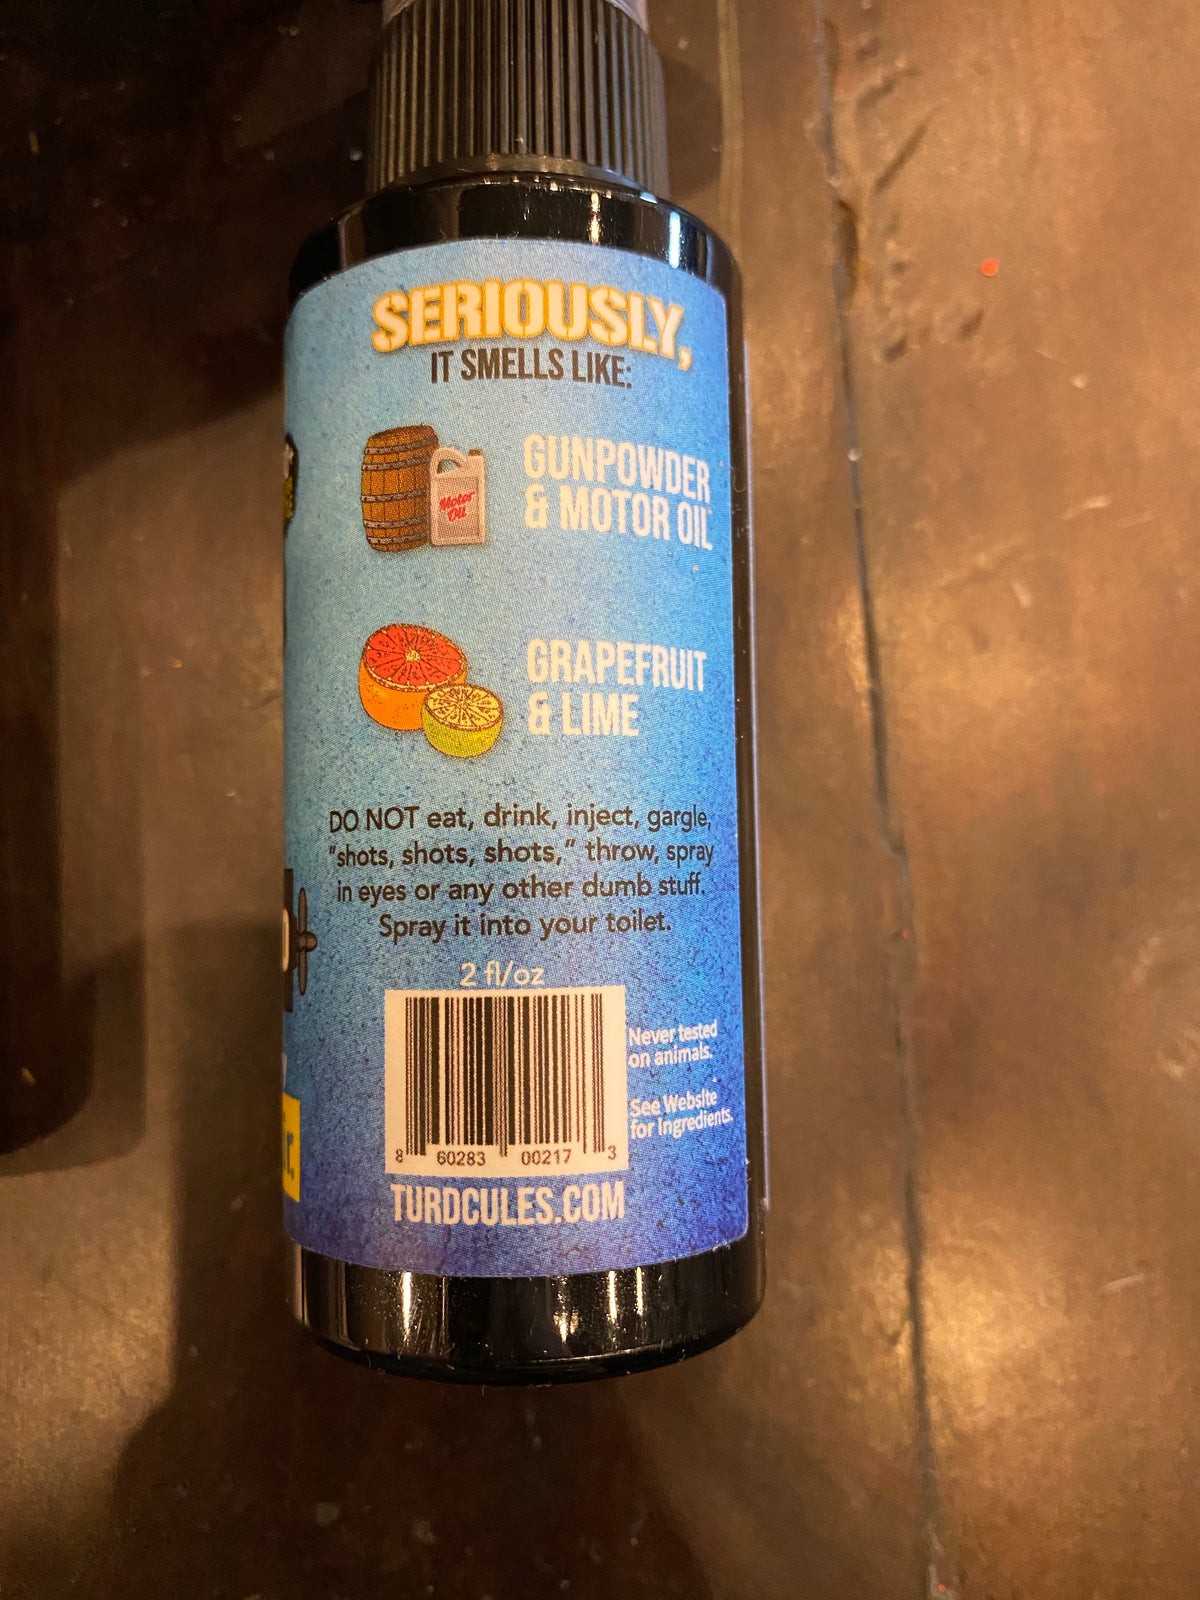 SERIOUSLY,
IT SMELLS LIKE:
Motor
Oil
GUNPOWDER
& MOTOR OIL
GRAPEFRUIT
& LIME
DO NOT eat, drink, inject, gargle,
"shots, shots, shots," throw, spray
in eyes or any other dumb stuff.
Spray it into your toilet.
2 fl/oz
8 60283 00217 3
Never tested
on animals.
See Website
for Ingredients.
TURDCULES.COM